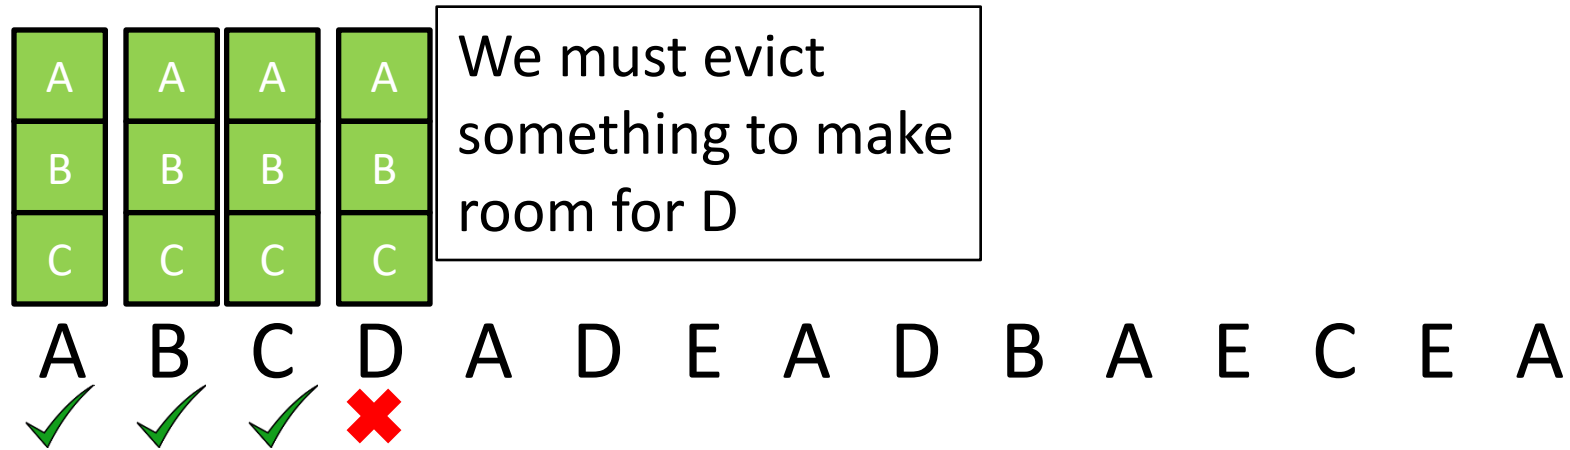 A A A A
B B B B
C C C C
We must evict
something to make
room for D
A B C D A D E A D B A E C E A